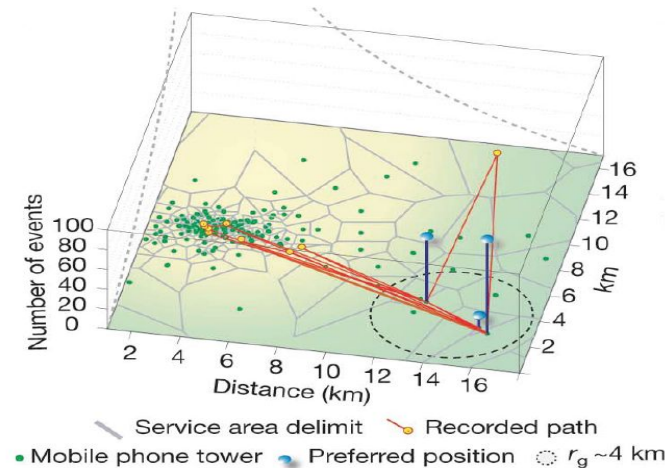 Number of events
100
80
60
40
20
0
2 4 6 8 10 12 14 16
Distance (km)
16
14
12
10
8
6
4
2
km
Service area delimit Recorded path
Mobile phone tower Preferred position rg~4 km